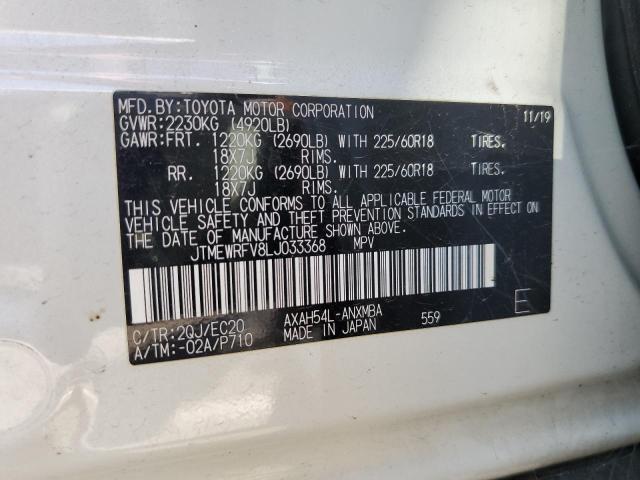 MFD.BY:TOYOTA MOTOR CORPORATION 11/19
GVWR:2230KG (4920LB)
GAWR:FRT. 1220KG (2690LB) WITH 225/60R18 TIRES.
18X7J RIMS.
RR. 1220KG (2690LB) WITH 225/60R18 TIRES.
18X7J RIMS.
THIS VEHICLE CONFORMS TO ALL APPLICABLE FEDERAL MOTOR
VEHICLE SAFETY AND THEFT PREVENTION STANDARDS IN EFFECT ON
THE DATE OF MANUFACTURE SHOWN ABOVE.
JTMEWRFV8LJ033368 MPV
C/TR:2QJ/EC20 AXAH54L-ANXMBA 559 E
A/TM:-02A/P710 MADE IN JAPAN